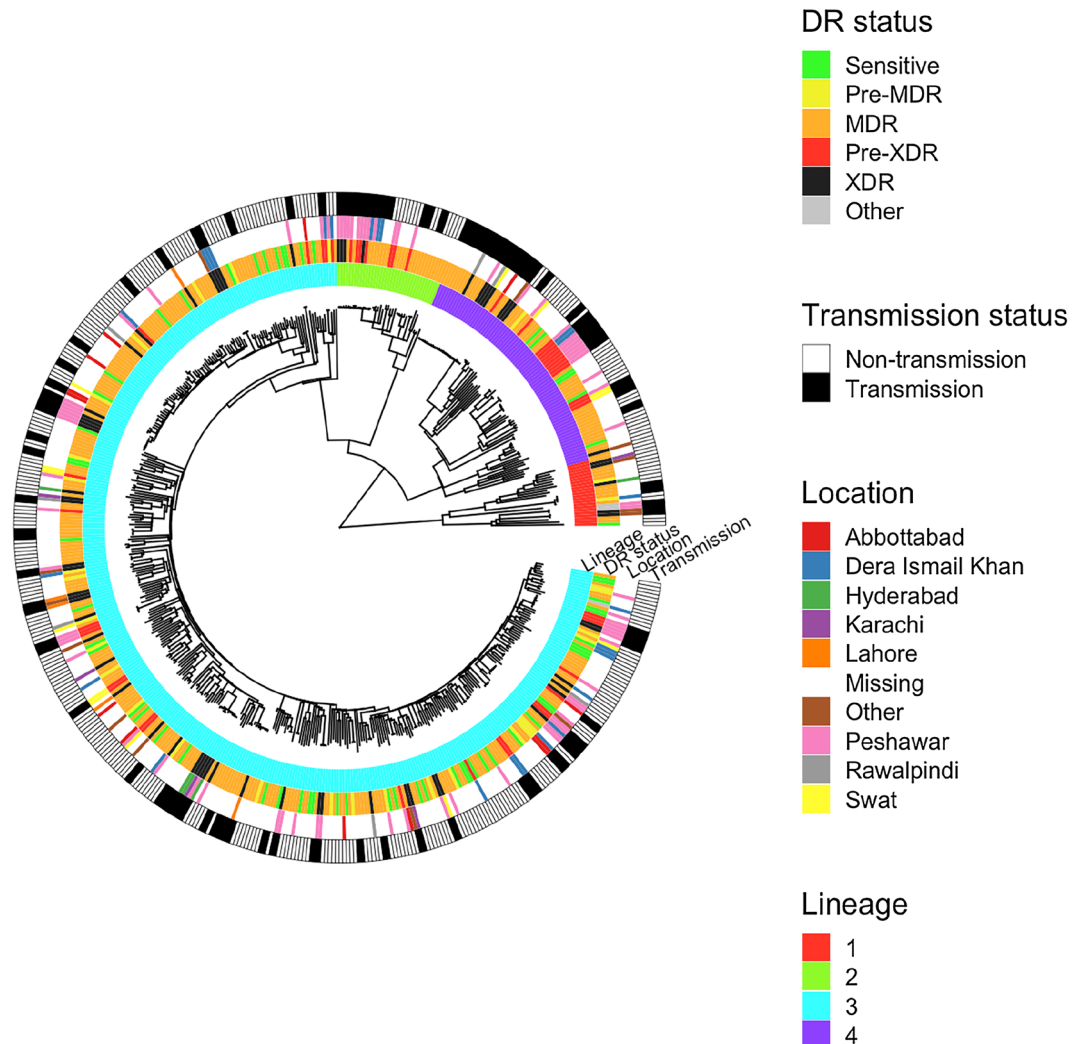 DR status
Sensitive
Pre-MDR
MDR
Pre-XDR
XDR
Other
Transmission status
Non-transmission
Transmission
Location
Abbottabad
Dera Ismail Khan
Hyderabad
Karachi
Lahore
Missing
Other
Peshawar
Rawalpindi
Swat
Lineage
1
2
3
4
Lineage
DR status
Location
Transmission